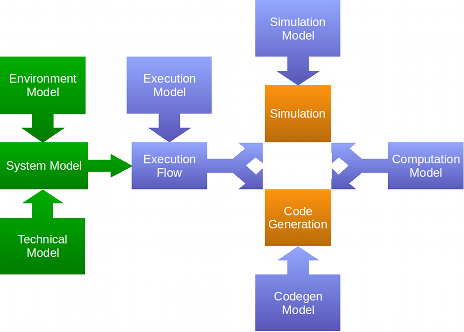 Simulation
Model
Environment
Model
Execution
Model
Simulation
System Model
Execution
Flow
Computation
Model
Code
Generation
Technical
Model
Codegen
Model